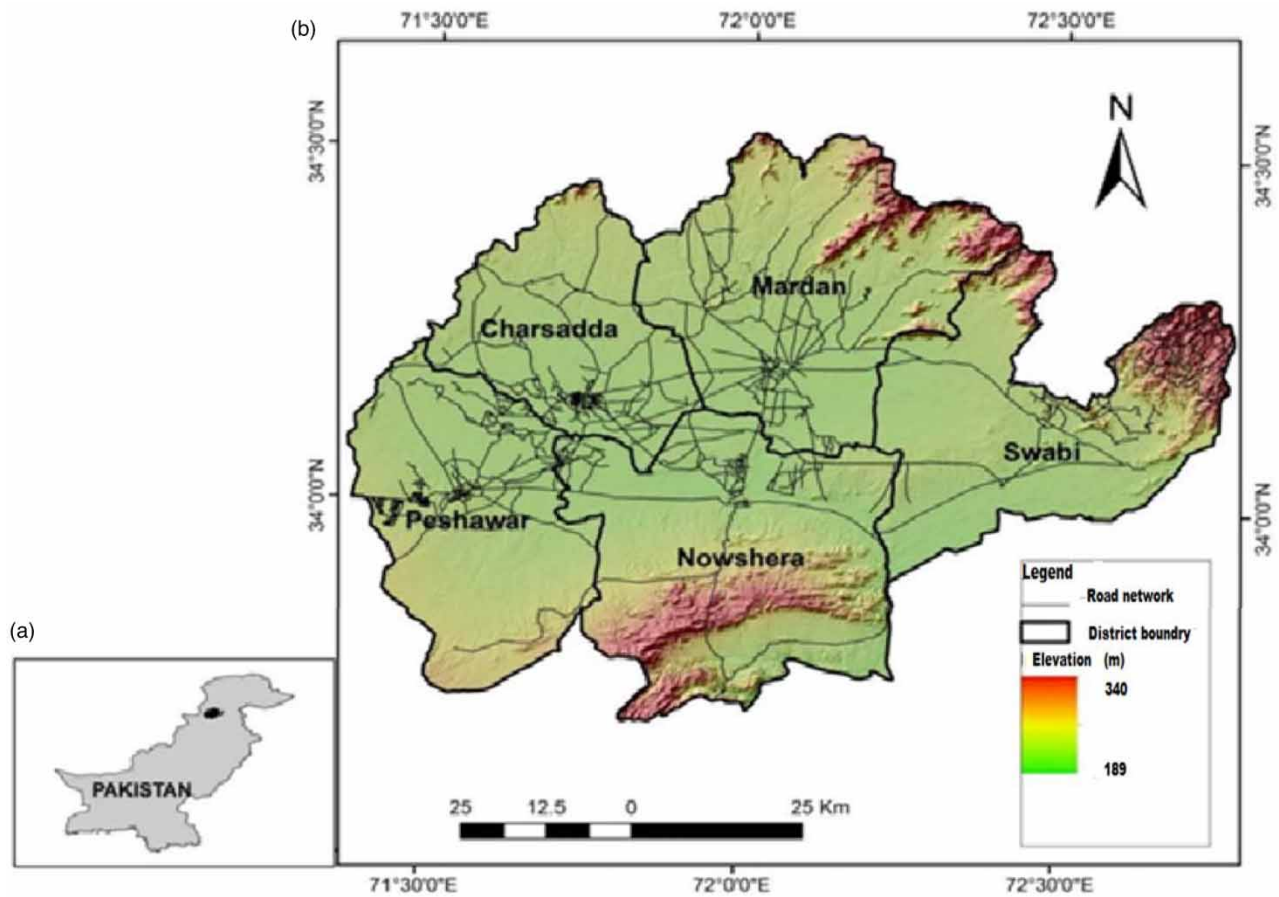 (b)
71°30'0"E 72°0'0"E 72°30'0"E
N
34°30'0"N
34°30'0"N
Mardan
Charsadda
Swabi
34°0'0"N
34°0'0"N
Peshawar
Nowshera
Legend
Road network
District boundry
Elevation (m)
340
189
(a)
PAKISTAN
25 12.5 0 25 Km
71°30'0"E 72°0'0"E 72°30'0"E